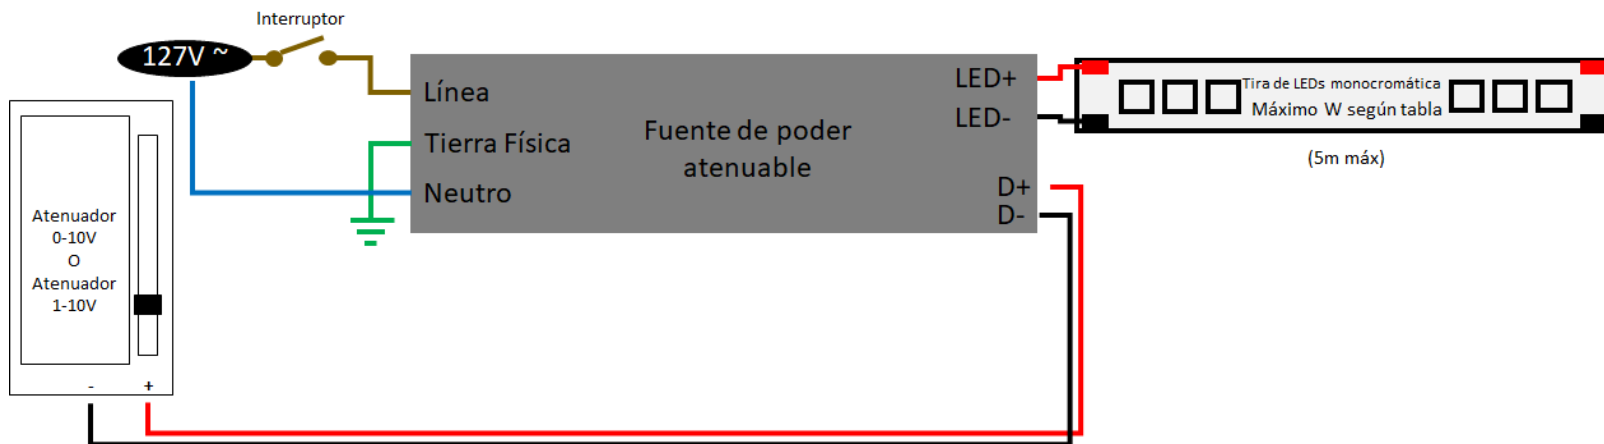 Interruptor
127V ~
Línea
Tierra Física
Neutro
Fuente de poder
atenuable
LED+
LED-
D+
D-
Tira de LEDs monocromática
Máximo W según tabla
(5m máx)
Atenuador
0-10V
O
Atenuador
1-10V
- +